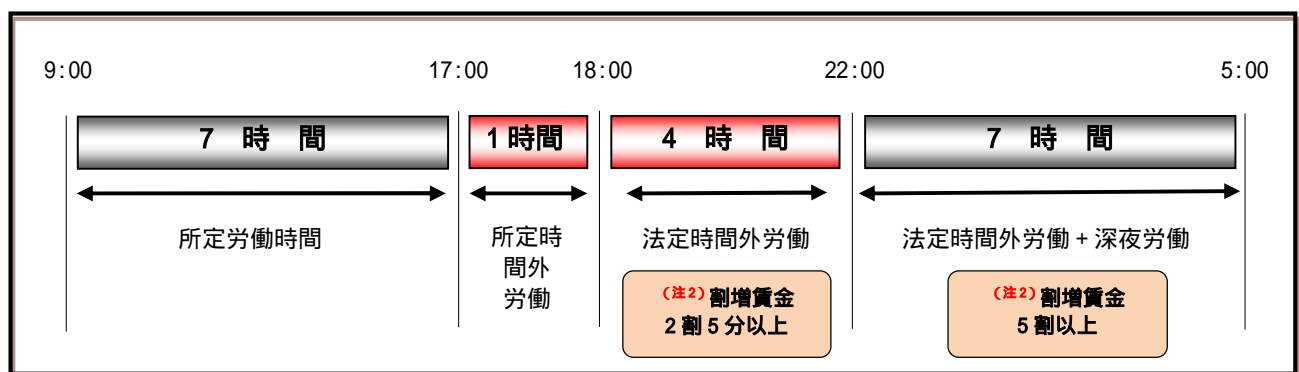 9:00 17:00 18:00 22:00 5:00
7 時 間 1時間 4 時 間 7 時 間
所定労働時間
所定時
間外
労働
法定時間外労働
(注2)割増賃金
2割5分以上
法定時間外労働+深夜労働
(注2)割増賃金
5割以上